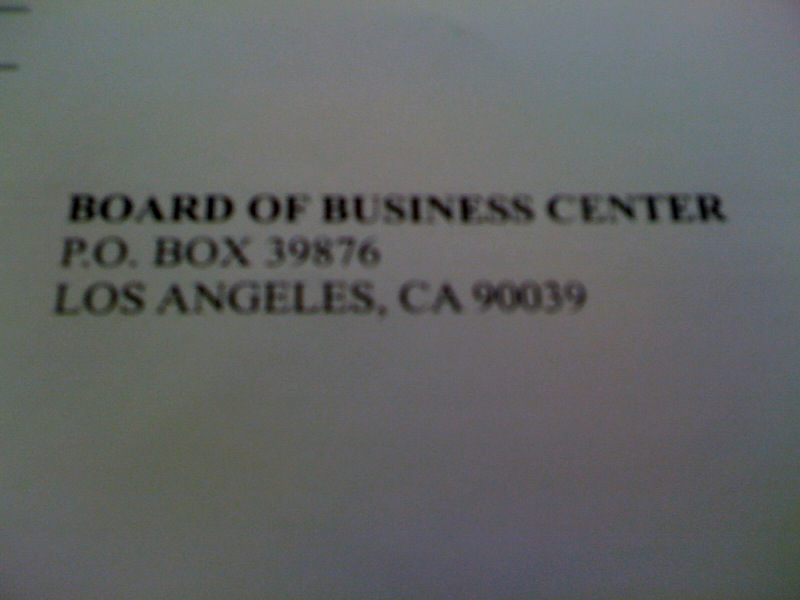 BOARD OF BUSINESS CENTER
P.O. BOX 39876
LOS ANGELES, CA 90039